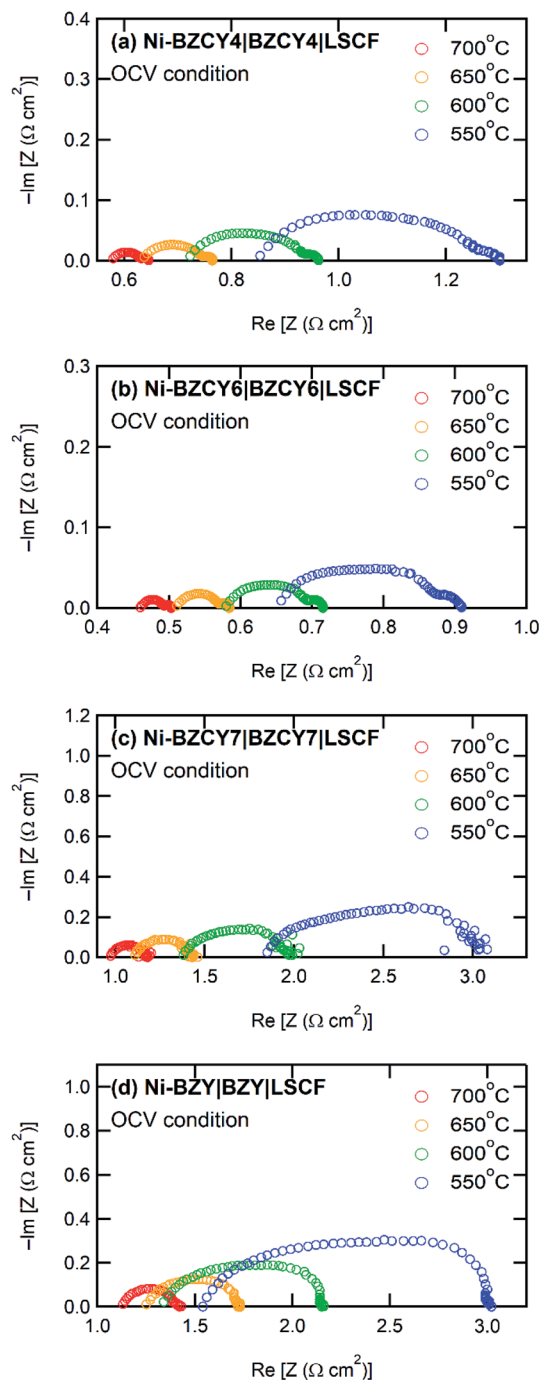 (a) Ni-BZCY4|BZCY4|LSCF
OCV condition
700°C
650°C
600°C
550°C
0.4
0.3
0.2
0.1
0.0
−Im [Z (Ω cm²)]
0.6 0.8 1.0 1.2
Re [Z (Ω cm²)]
(b) Ni-BZCY6|BZCY6|LSCF
OCV condition
700°C
650°C
600°C
550°C
0.3
0.2
0.1
0.0
−Im [Z (Ω cm²)]
0.4 0.5 0.6 0.7 0.8 0.9 1.0
Re [Z (Ω cm²)]
(c) Ni-BZCY7|BZCY7|LSCF
OCV condition
700°C
650°C
600°C
550°C
1.2
1.0
0.8
0.6
0.4
0.2
0.0
−Im [Z (Ω cm²)]
1.0 1.5 2.0 2.5 3.0
Re [Z (Ω cm²)]
(d) Ni-BZY|BZY|LSCF
OCV condition
700°C
650°C
600°C
550°C
1.0
0.8
0.6
0.4
0.2
0.0
−Im [Z (Ω cm²)]
1.0 1.5 2.0 2.5 3.0
Re [Z (Ω cm²)]